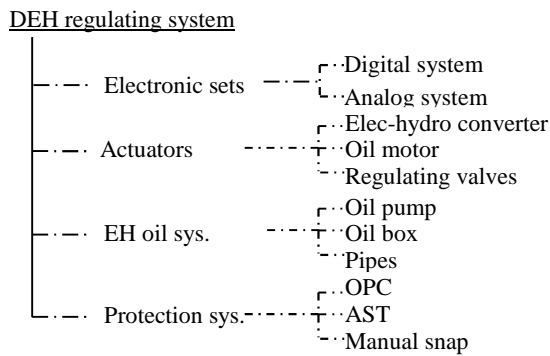 DEH regulating system
Digital system
Electronic sets
Analog system
Elec-hydro converter
Actuators
Oil motor
Regulating valves
Oil pump
EH oil sys.
Oil box
Pipes
OPC
Protection sys.
AST
Manual snap